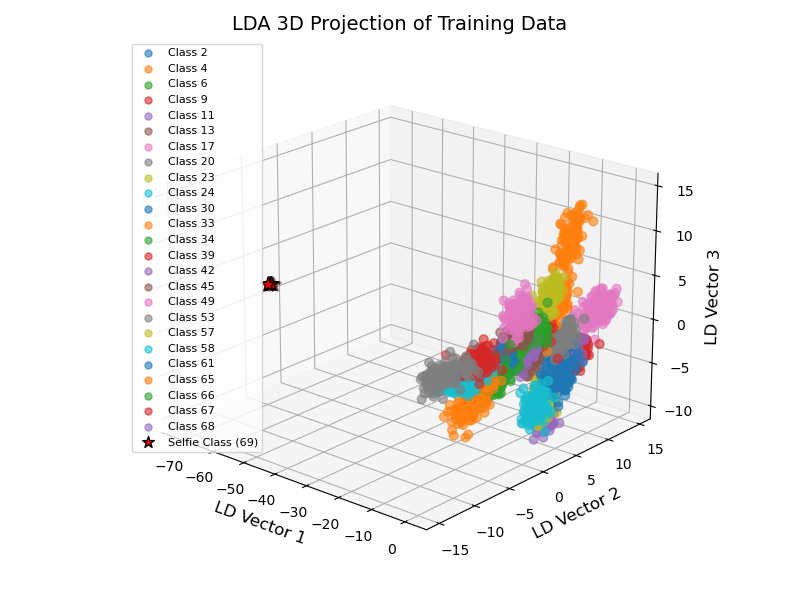 LDA 3D Projection of Training Data
Class 2
Class 4
Class 6
Class 9
Class 11
Class 13
Class 17
Class 20
Class 23
Class 24
Class 30
Class 33
Class 34
Class 39
Class 42
Class 45
Class 49
Class 53
Class 57
Class 58
Class 61
Class 65
Class 66
Class 67
Class 68
Selfie Class (69)
−70
−60
−50
−40
−30
−20
−10
0
LD Vector 1
−15
−10
−5
0
5
10
15
LD Vector 2
15
10
5
0
−5
−10
LD Vector 3